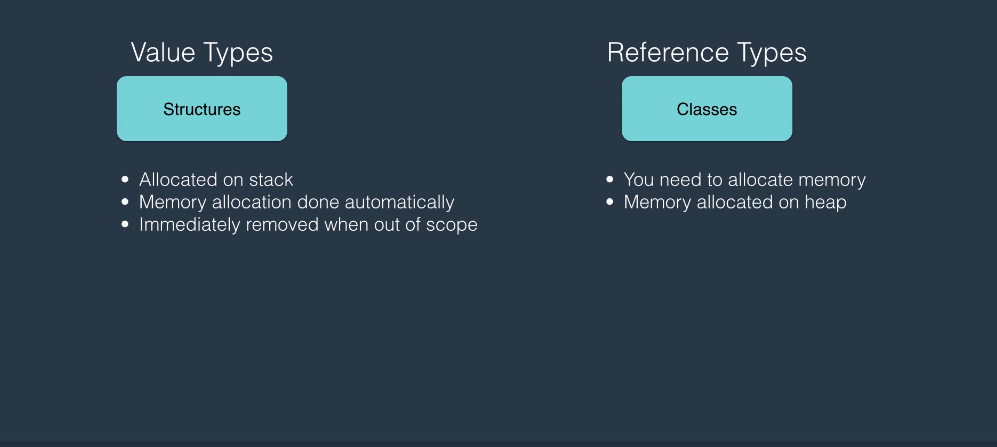 Value Types
Structures
• Allocated on stack
• Memory allocation done automatically
• Immediately removed when out of scope
Reference Types
Classes
• You need to allocate memory
• Memory allocated on heap